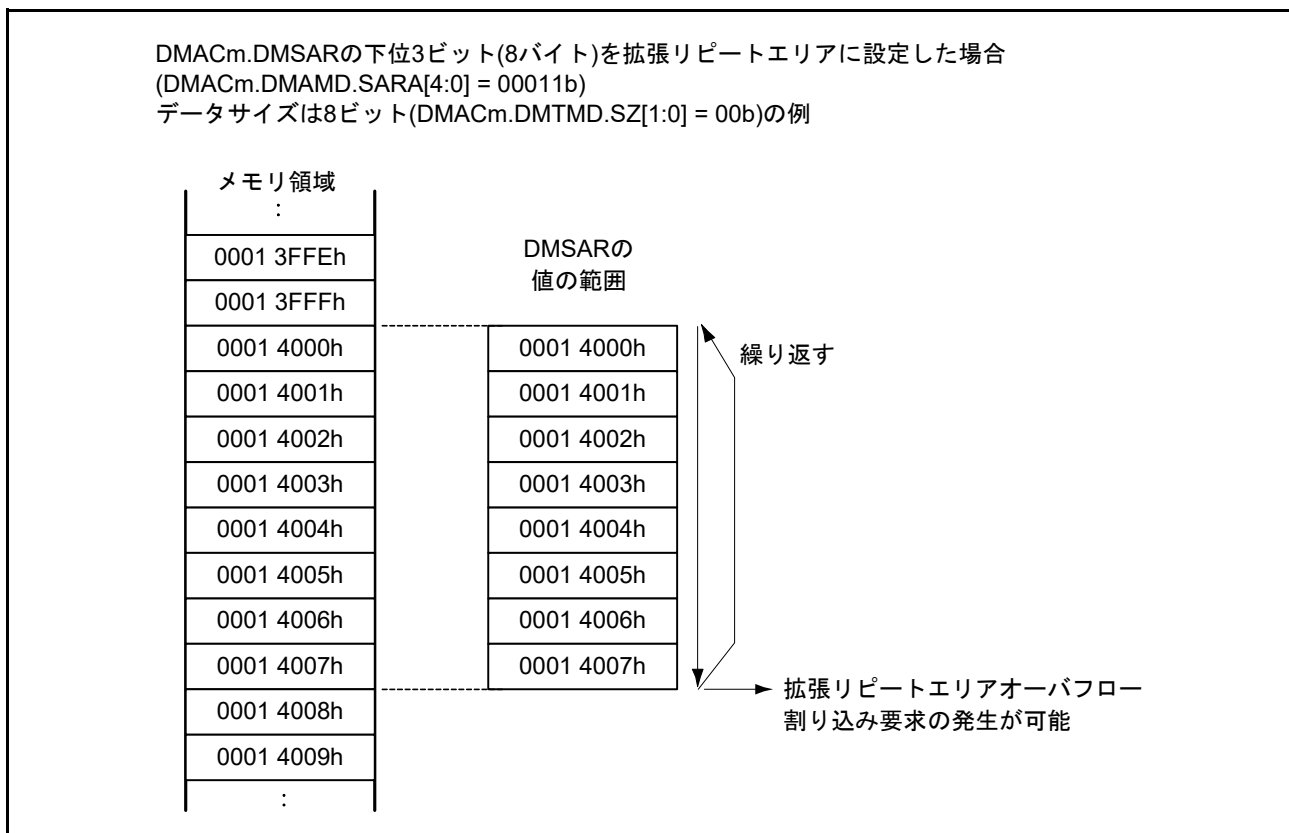 DMACm.DMSARの下位3ビット(8バイト)を拡張リピートエリアに設定した場合
(DMACm.DMAMD.SARA[4:0] = 00011b)
データサイズは8ビット(DMACm.DMTMD.SZ[1:0] = 00b)の例
メモリ領域
:
0001 3FFEh
0001 3FFFh
0001 4000h
0001 4001h
0001 4002h
0001 4003h
0001 4004h
0001 4005h
0001 4006h
0001 4007h
0001 4008h
0001 4009h
:
DMSARの
値の範囲
0001 4000h
0001 4001h
0001 4002h
0001 4003h
0001 4004h
0001 4005h
0001 4006h
0001 4007h
繰り返す
拡張リピートエリアオーバフロー
割り込み要求の発生が可能